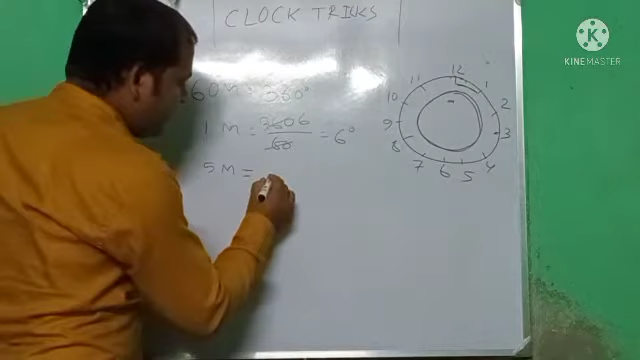 CLOCK TRICKS
60 M = 360°
1 M = 360 6 / 60 = 6°
5 M =
12
1
2
3
4
5
6
7
8
9
10
11
KINEMASTER